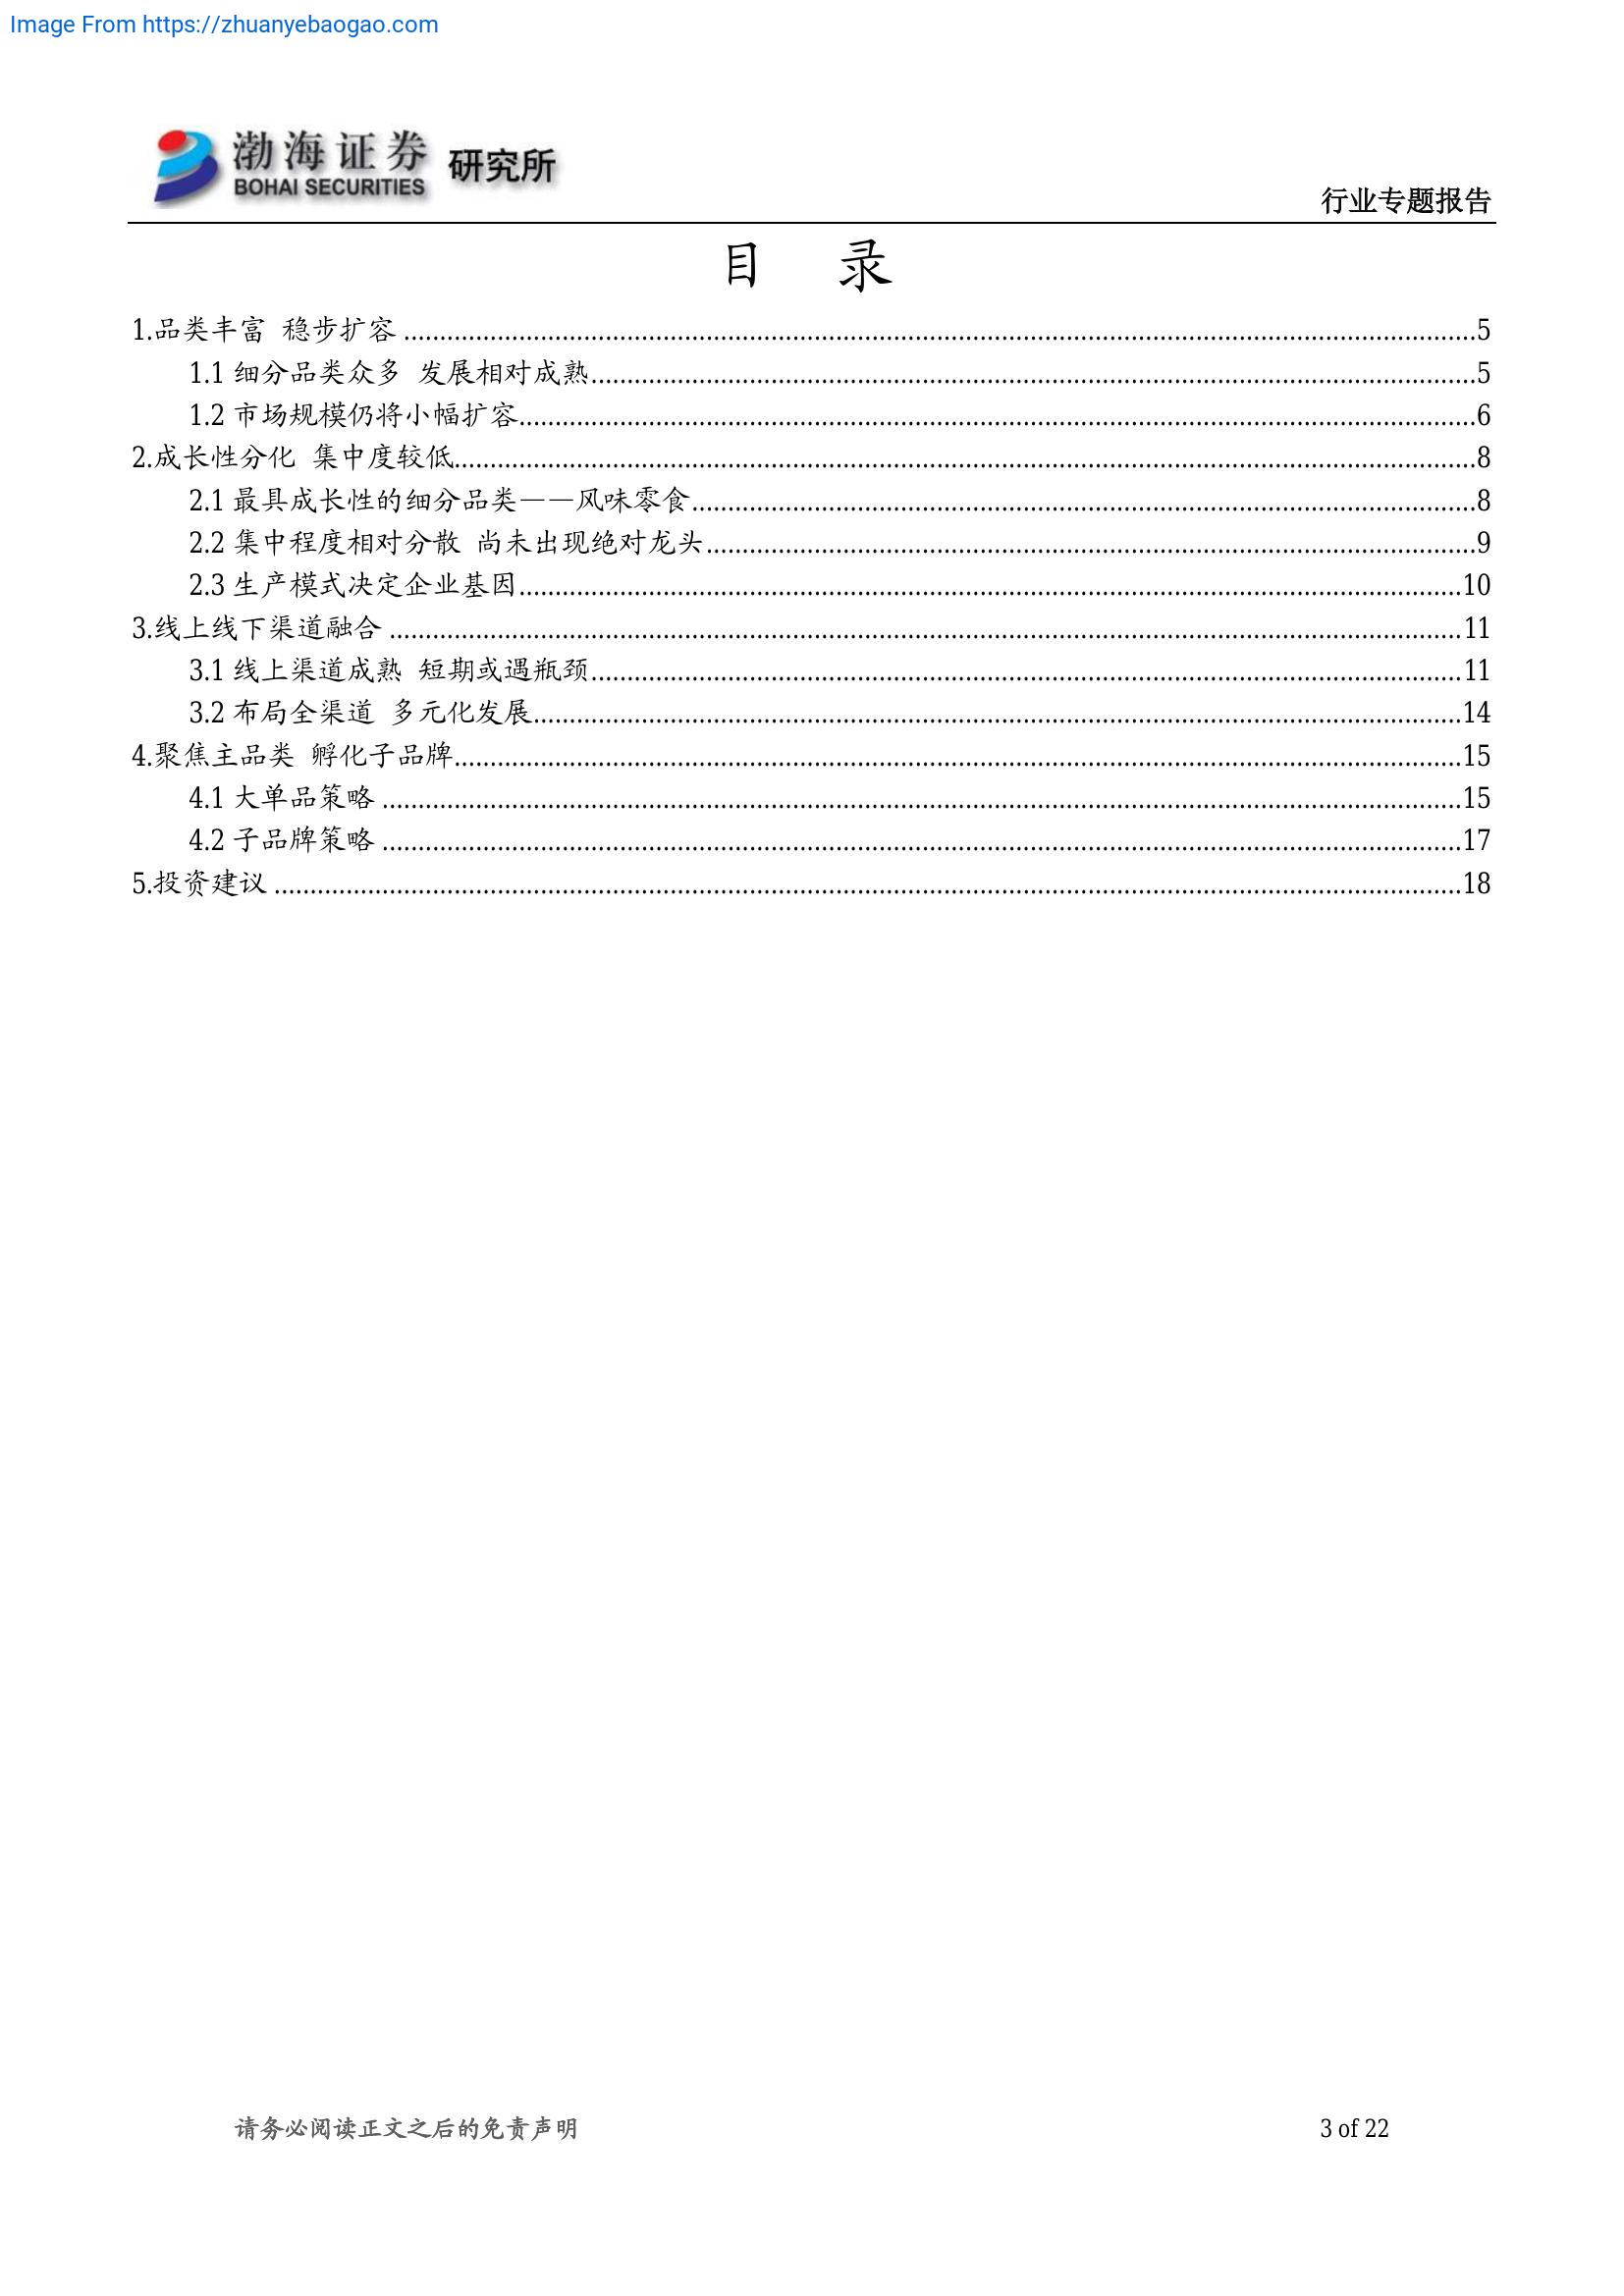 Image From https://zhuanyebaogao.com
渤海证券 研究所
BOHAI SECURITIES
行业专题报告
目 录
1.品类丰富 稳步扩容 ........................................ 5
1.1 细分品类众多 发展相对成熟........................................ 5
1.2 市场规模仍将小幅扩容........................................ 6
2.成长性分化 集中度较低........................................ 8
2.1 最具成长性的细分品类——风味零食........................................ 8
2.2 集中程度相对分散 尚未出现绝对龙头........................................ 9
2.3 生产模式决定企业基因........................................ 10
3.线上线下渠道融合 ........................................ 11
3.1 线上渠道成熟 短期或遇瓶颈........................................ 11
3.2 布局全渠道 多元化发展........................................ 14
4.聚焦主品类 孵化子品牌........................................ 15
4.1 大单品策略 ........................................ 15
4.2 子品牌策略 ........................................ 17
5.投资建议 ........................................ 18
请务必阅读正文之后的免责声明
3 of 22